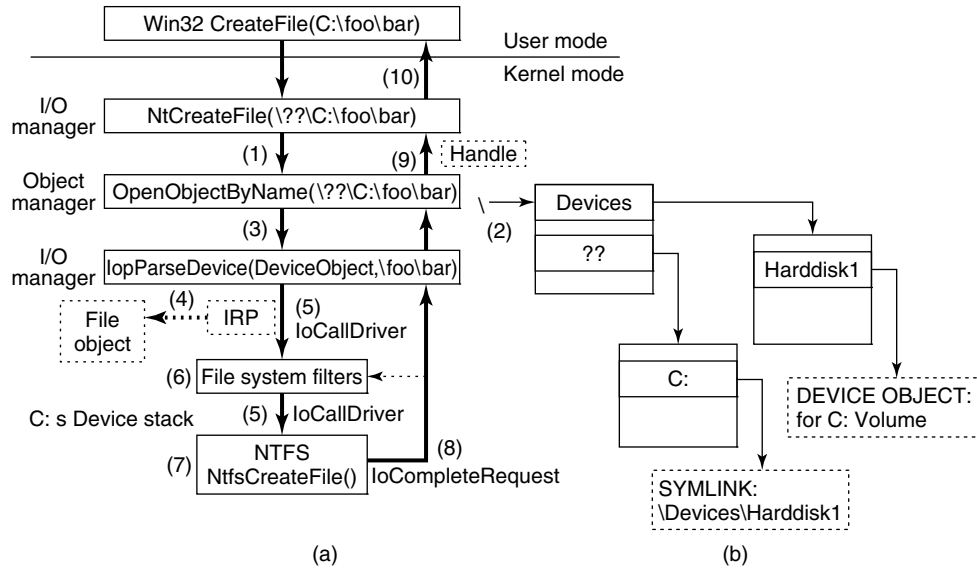 Win32 CreateFile(C:\foo\bar)
User mode
Kernel mode
(10)
I/O
manager
NtCreateFile(\??\C:\foo\bar)
(1)
(9)
Handle
Object
manager
OpenObjectByName(\??\C:\foo\bar)
(3)
I/O
manager
IopParseDevice(DeviceObject,\foo\bar)
(4)
File
object
IRP
(5)
IoCallDriver
(6)
File system filters
C: s Device stack
(5)
IoCallDriver
(7)
NTFS
NtfsCreateFile()
(8)
IoCompleteRequest
(a)
\
(2)
Devices
??
Harddisk1
C:
DEVICE OBJECT:
for C: Volume
SYMLINK:
\Devices\Harddisk1
(b)